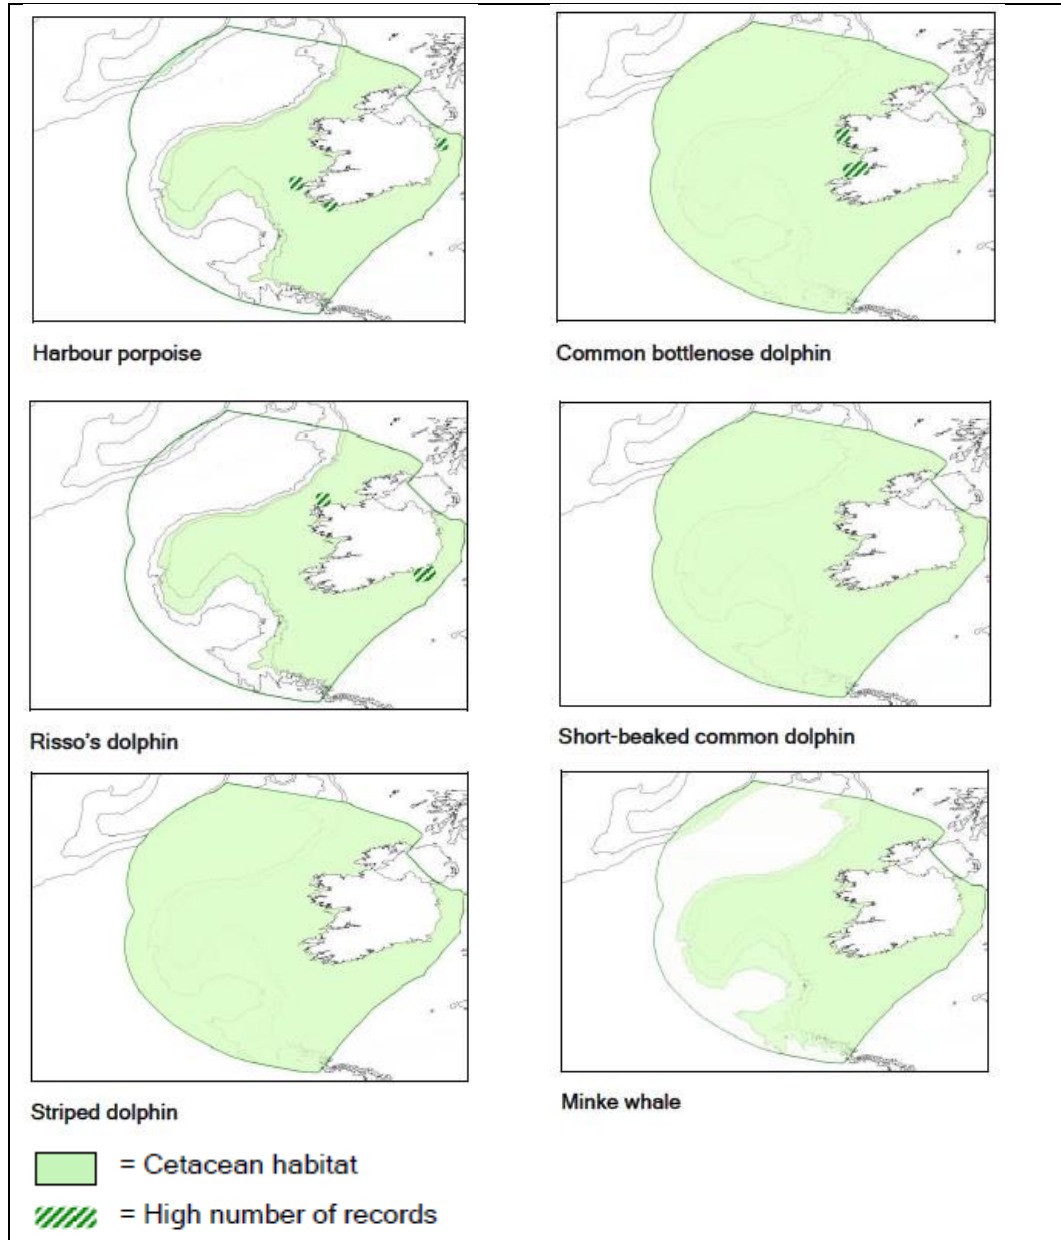 Harbour porpoise
Common bottlenose dolphin
Risso's dolphin
Short-beaked common dolphin
Striped dolphin
Minke whale
= Cetacean habitat
= High number of records